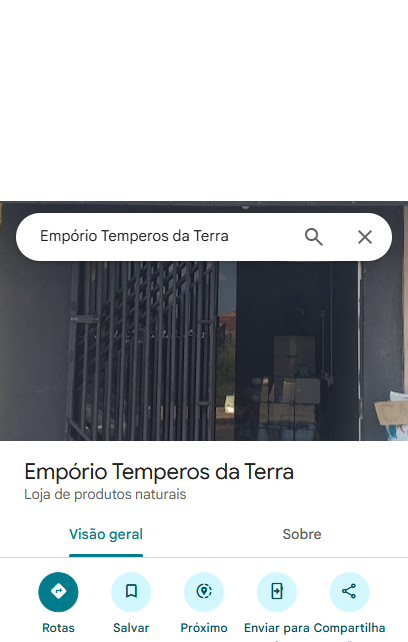 Empório Temperos da Terra
Empório Temperos da Terra
Loja de produtos naturais
Visão geral
Sobre
Rotas
Salvar
Próximo
Enviar para
Compartilha